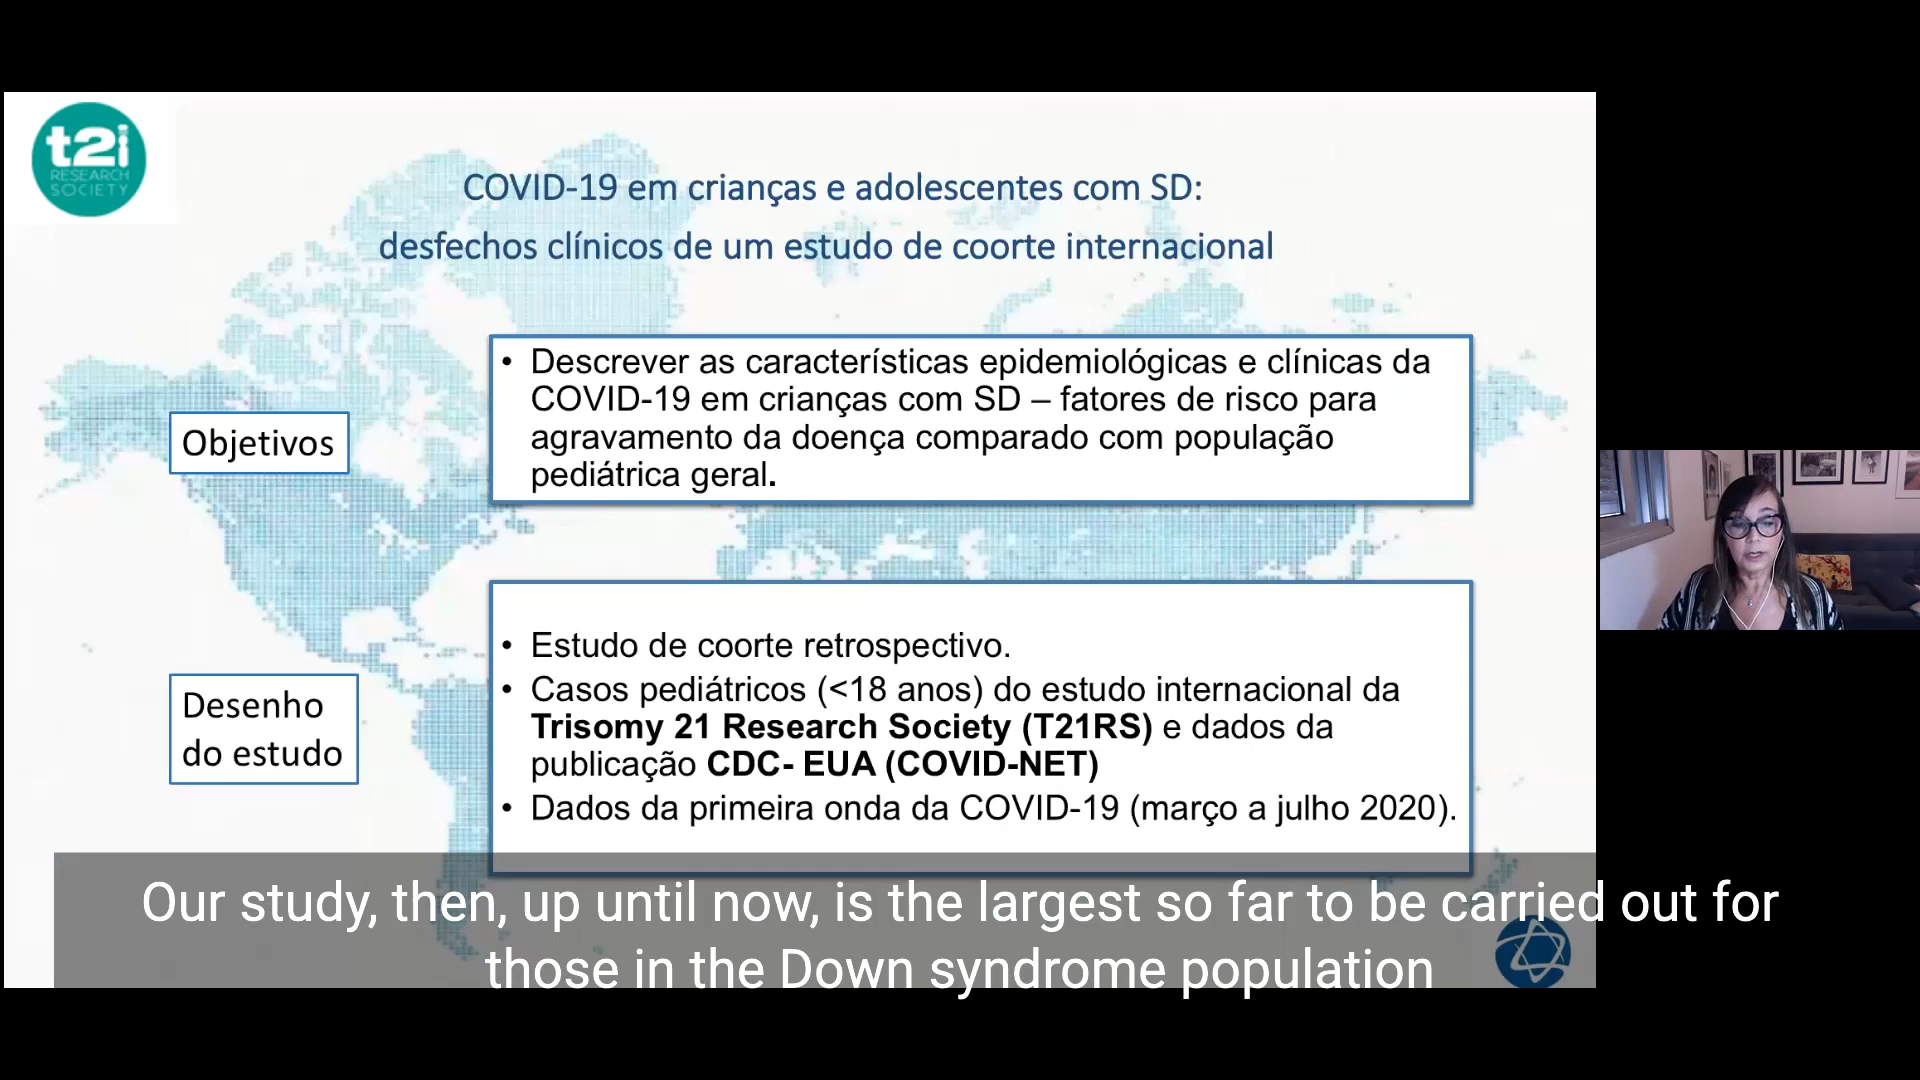 t2i
RESEARCH
SOCIETY
COVID-19 em crianças e adolescentes com SD:
desfechos clínicos de um estudo de coorte internacional
Objetivos
• Descrever as características epidemiológicas e clínicas da
COVID-19 em crianças com SD – fatores de risco para
agravamento da doença comparado com população
pediátrica geral.
Desenho
do estudo
• Estudo de coorte retrospectivo.
• Casos pediátricos (<18 anos) do estudo internacional da
Trisomy 21 Research Society (T21RS) e dados da
publicação CDC- EUA (COVID-NET)
• Dados da primeira onda da COVID-19 (março a julho 2020).
Our study, then, up until now, is the largest so far to be carried out for
those in the Down syndrome population